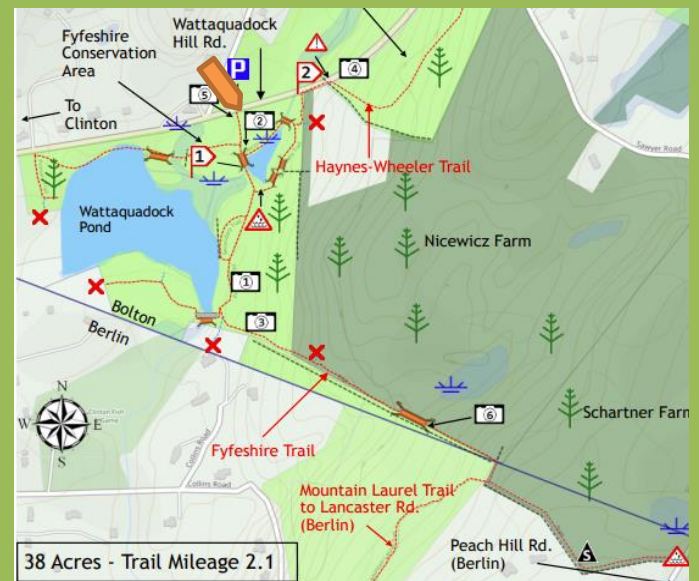 Fyfeshire
Conservation
Area
Wattaquadock
Hill Rd.
P
2
④
⑤
②
To
Clinton
1
Sawyer Road
Haynes-Wheeler Trail
Wattaquadock
Pond
Nicewicz Farm
①
③
Bolton
Berlin
N
W
E
S
⑥
Schartner Farm
Collins Road
Fyfeshire Trail
Collins Road
Mountain Laurel Trail
to Lancaster Rd.
(Berlin)
Peach Hill Rd.
(Berlin)
S
38 Acres - Trail Mileage 2.1